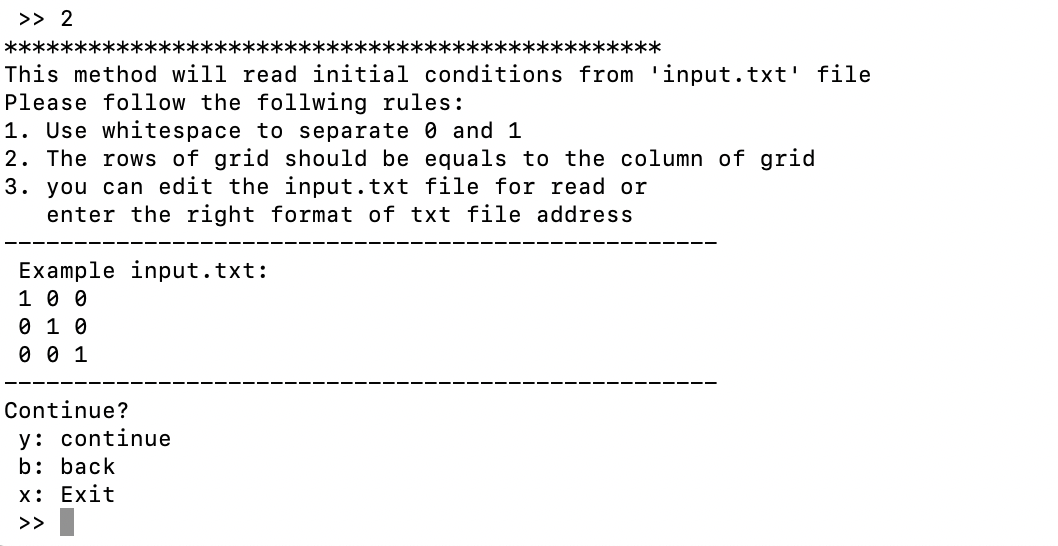 >> 2
***********************************************
This method will read initial conditions from 'input.txt' file
Please follow the follwing rules:
1. Use whitespace to separate 0 and 1
2. The rows of grid should be equals to the column of grid
3. you can edit the input.txt file for read or
   enter the right format of txt file address
---------------------------------------------------
 Example input.txt:
 1 0 0
 0 1 0
 0 0 1
---------------------------------------------------
Continue?
 y: continue
 b: back
 x: Exit
 >>